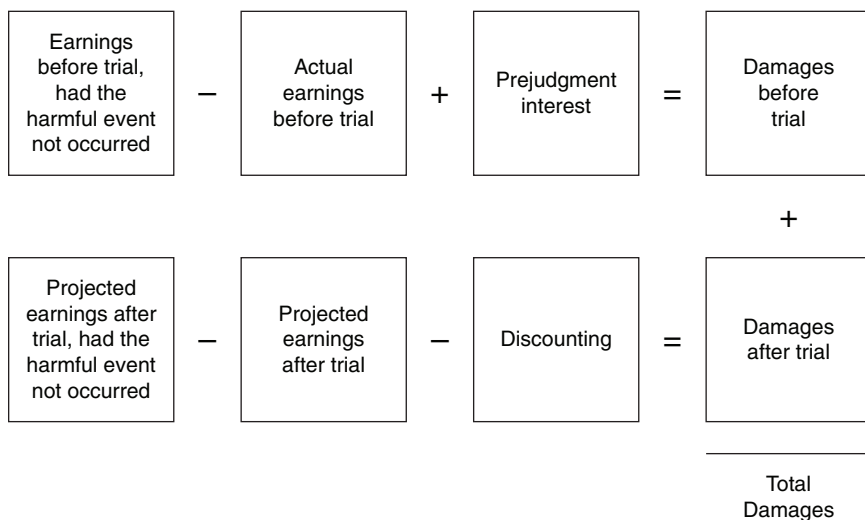 Earnings
before trial,
had the
harmful event
not occurred
−
Actual
earnings
before trial
+
Prejudgment
interest
=
Damages
before
trial
+
Projected
earnings after
trial, had the
harmful event
not occurred
−
Projected
earnings
after trial
−
Discounting
=
Damages
after trial
Total
Damages